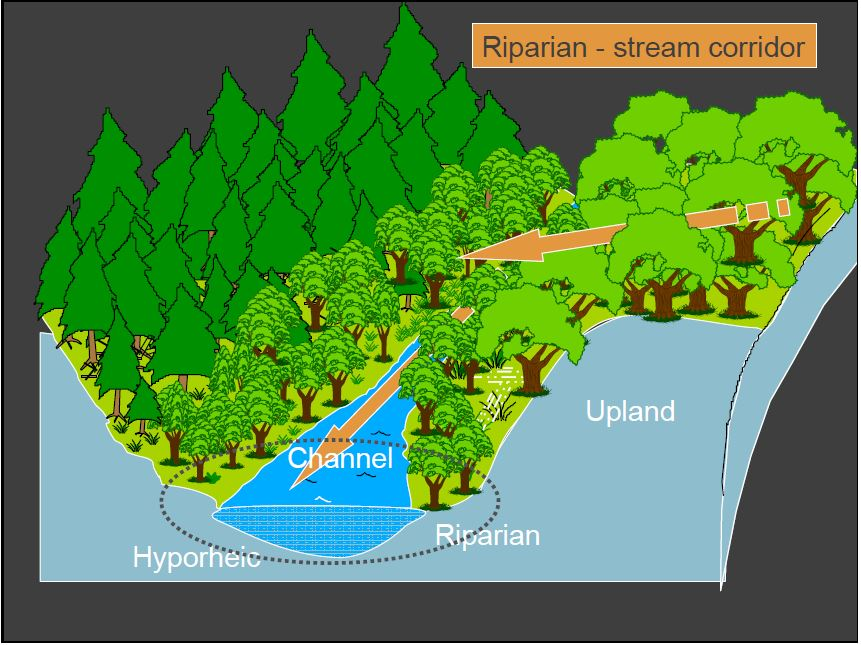 Riparian - stream corridor
Upland
Channel
Riparian
Hyporheic